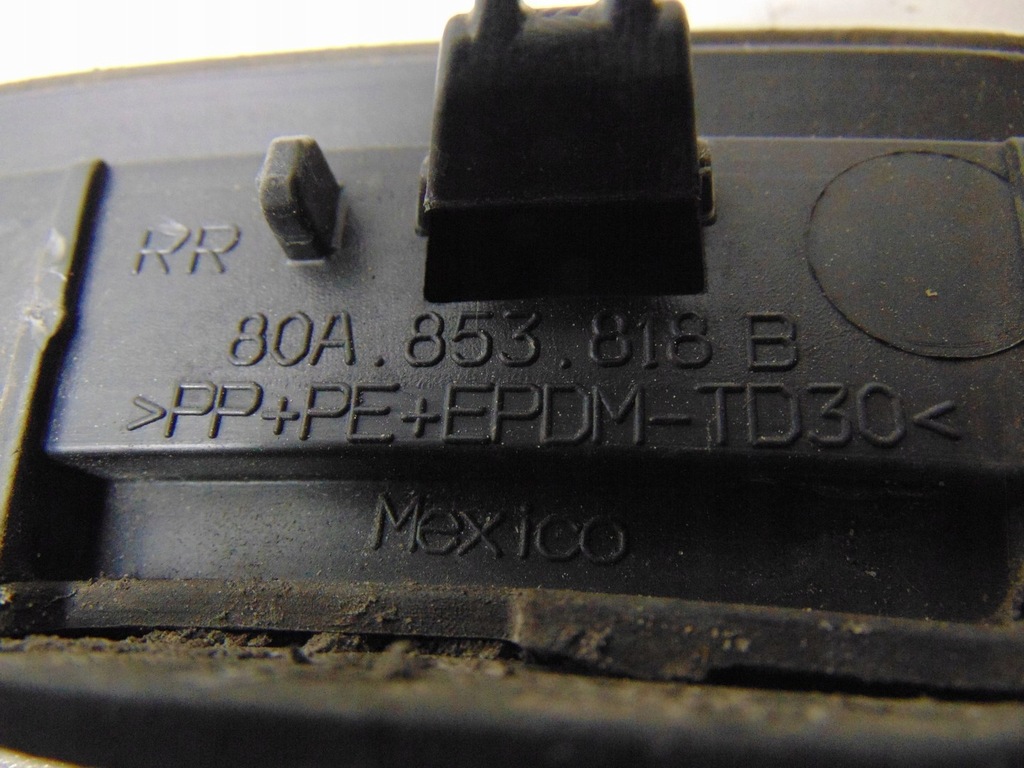 RR
80A.853.818 B
>PP+PE+EPDM-TD30<
Mexico